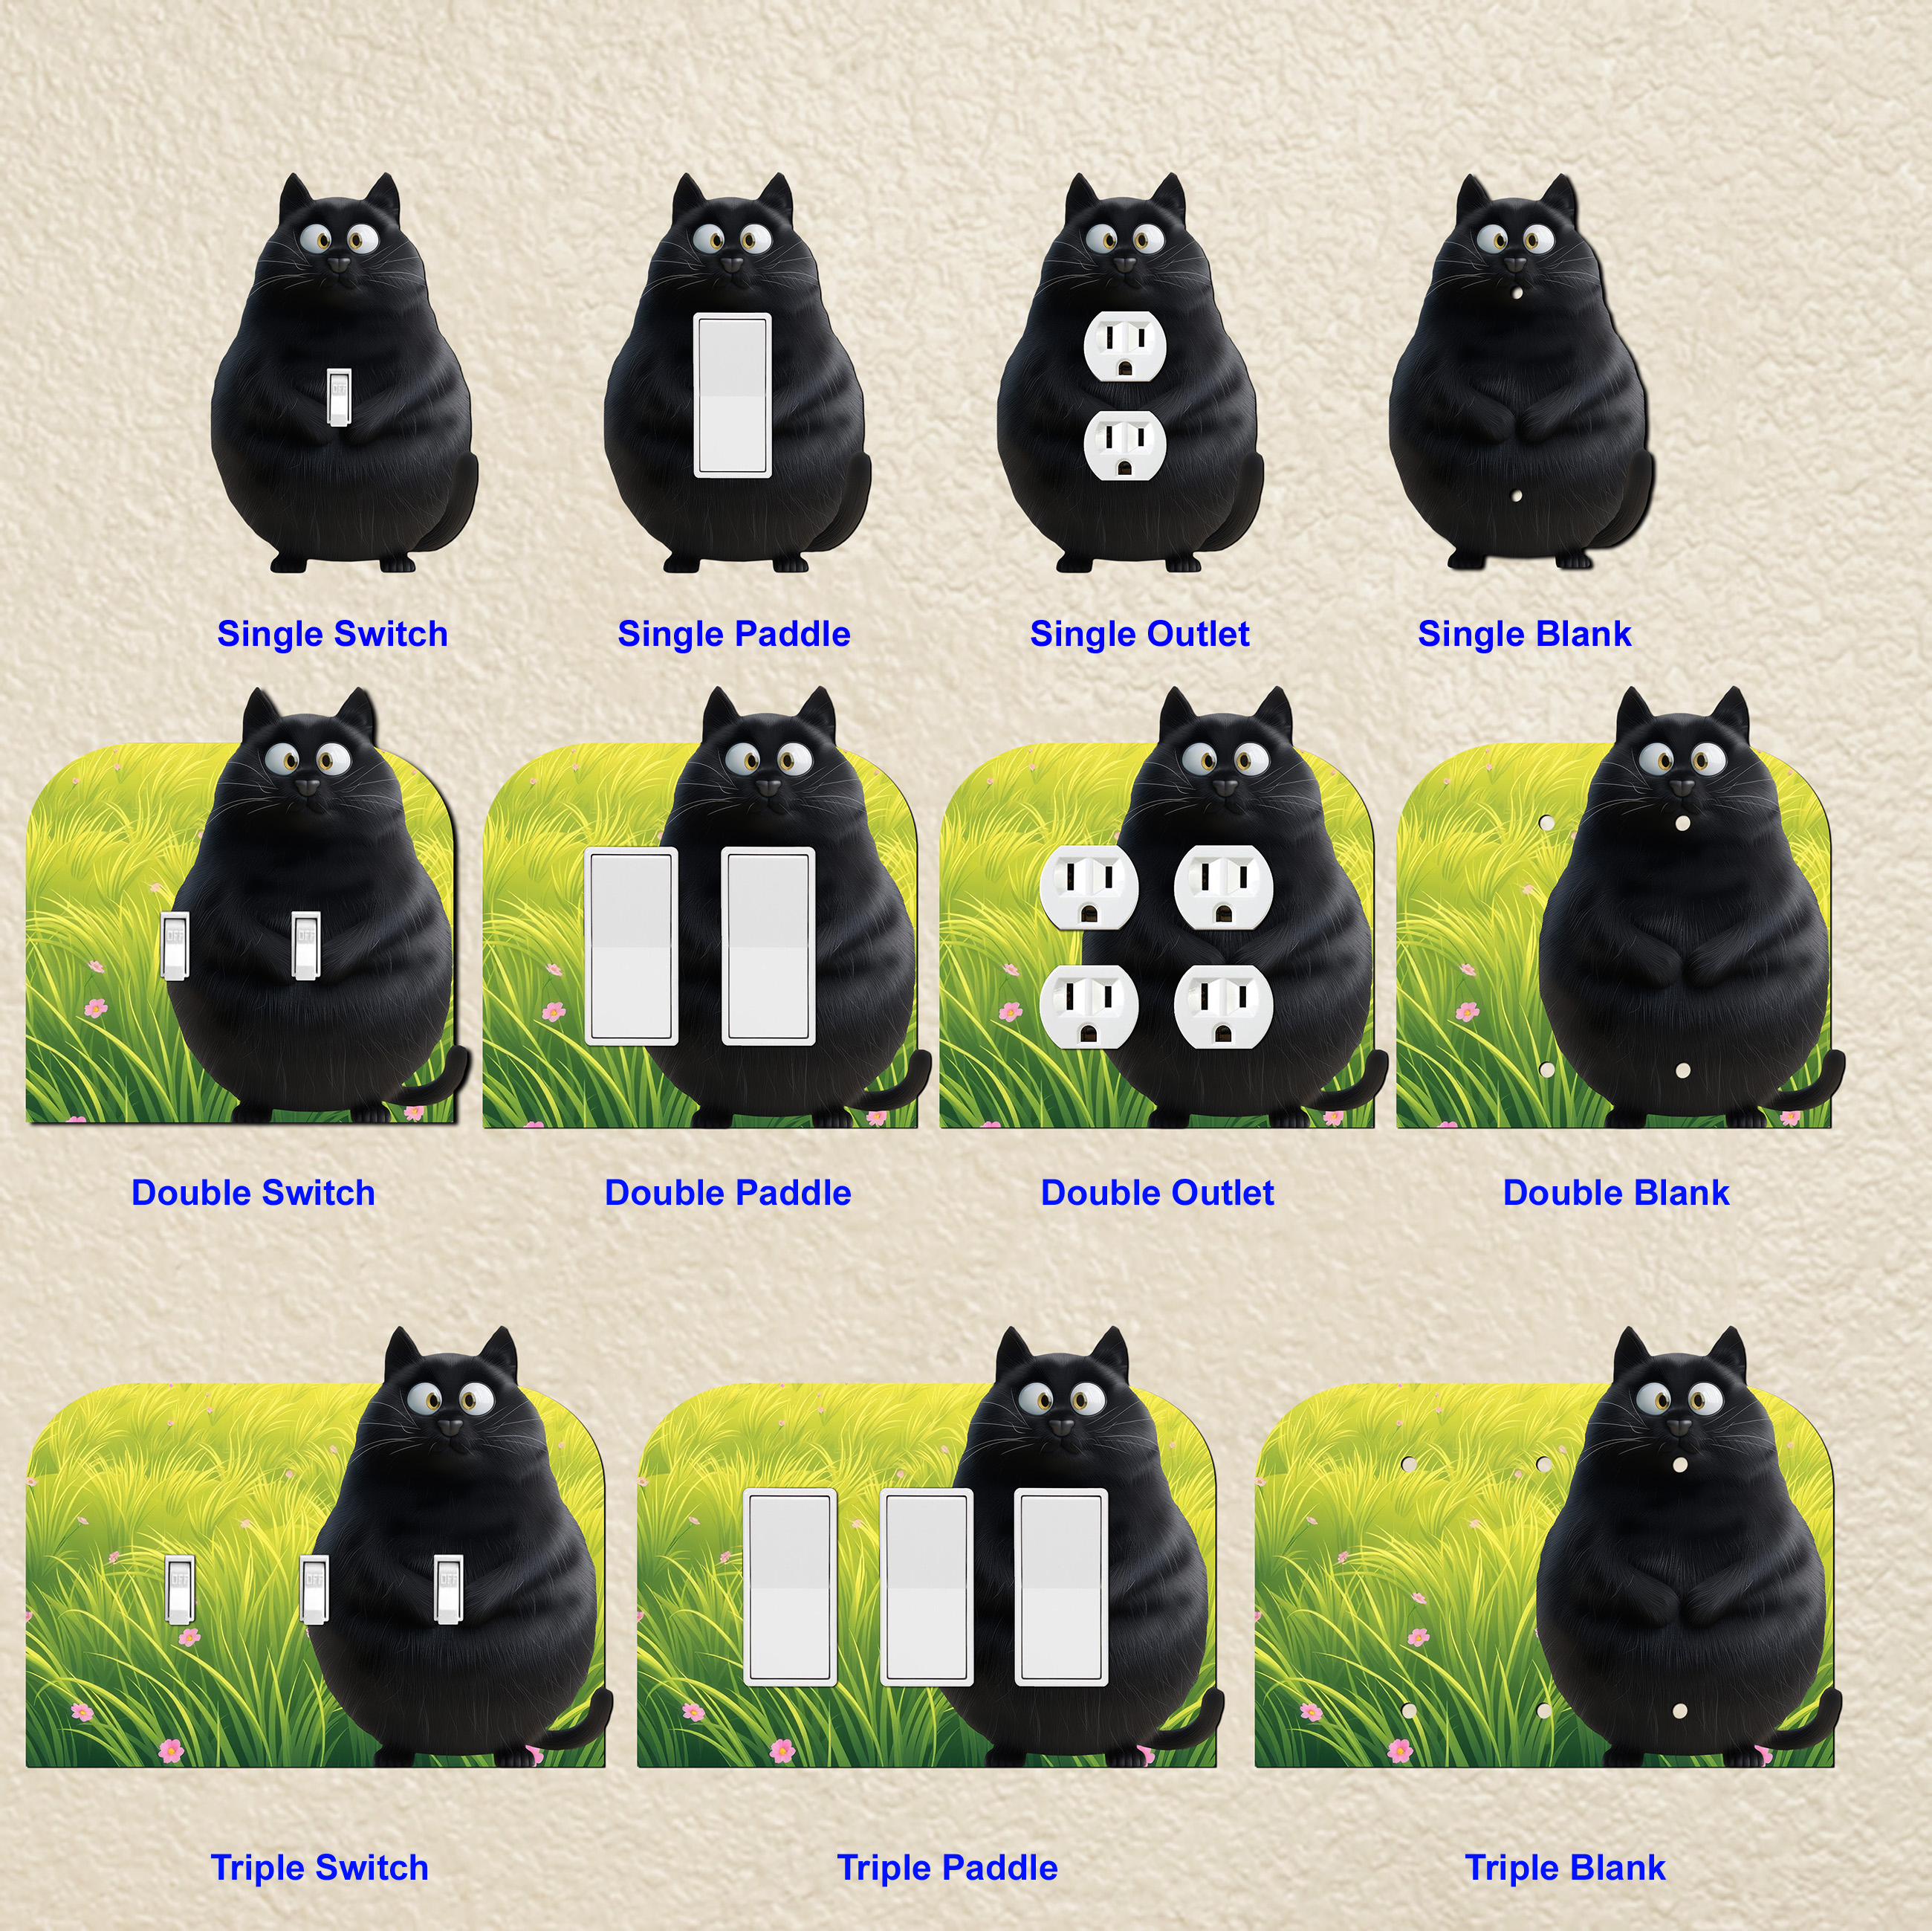 Single Switch
Single Paddle
Single Outlet
Single Blank
OFF
OFF
Double Switch
Double Paddle
Double Outlet
Double Blank
OFF
OFF
OFF
Triple Switch
Triple Paddle
Triple Blank